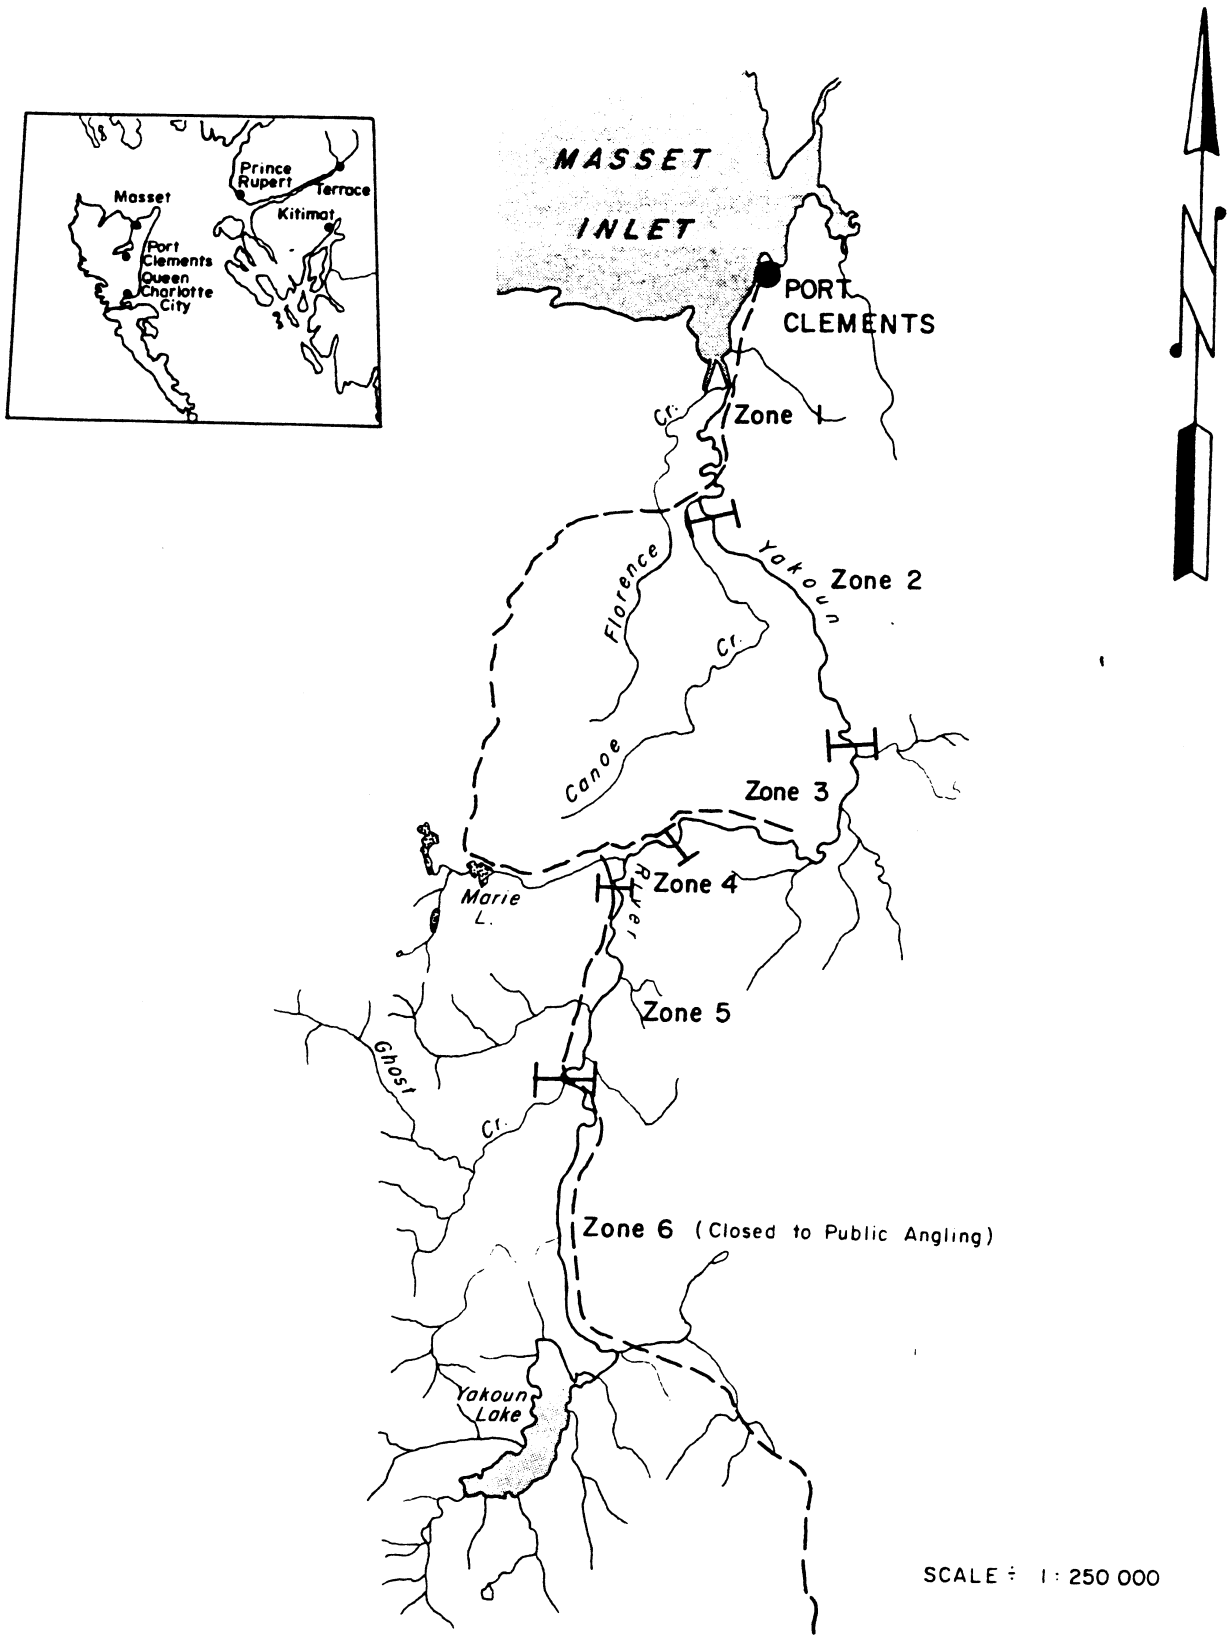 MASSET
INLET
Prince
Rupert
Terrace
Kitimat
Masset
Port
Clements
Queen
Charlotte
City
N
PORT
CLEMENTS
Cr.
Zone 1
Florence
Yakoun
Zone 2
Cr.
Canoe
Zone 3
River
Zone 4
Marie
L.
Zone 5
Ghost
Cr.
Zone 6 (Closed to Public Angling)
Yakoun
Lake
SCALE ÷ 1 : 250 000